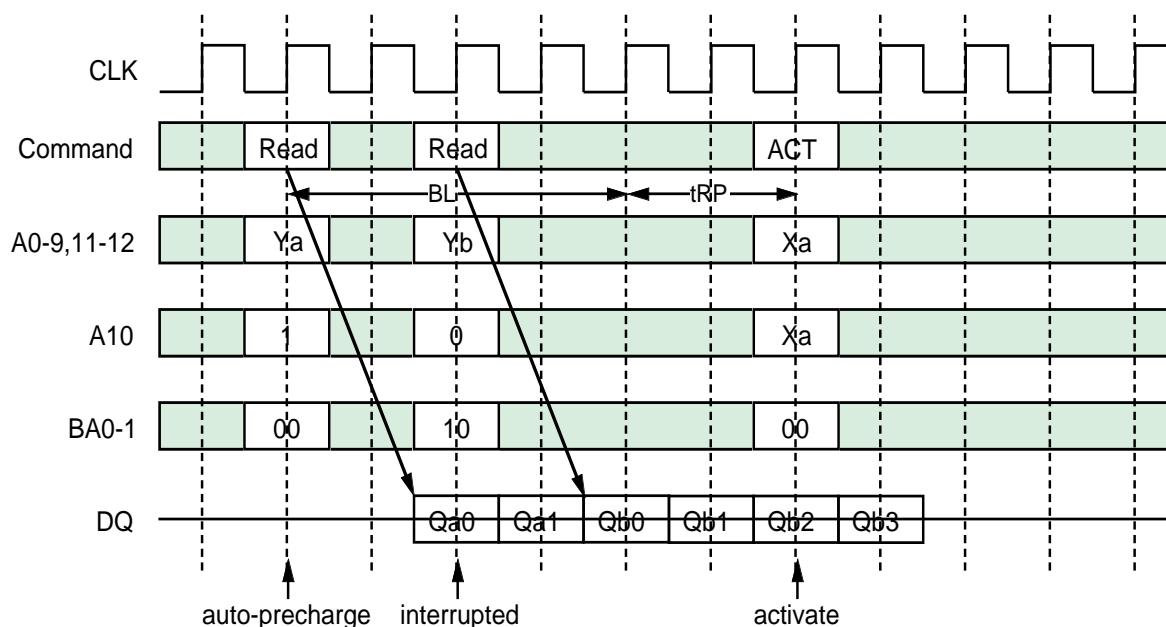 CLK
Command Read Read ACT
BL tRP
A0-9,11-12 Ya Yb Xa
A10 1 0 Xa
BA0-1 00 10 00
DQ Qa0 Qa1 Qb0 Qb1 Qb2 Qb3
auto-precharge interrupted activate